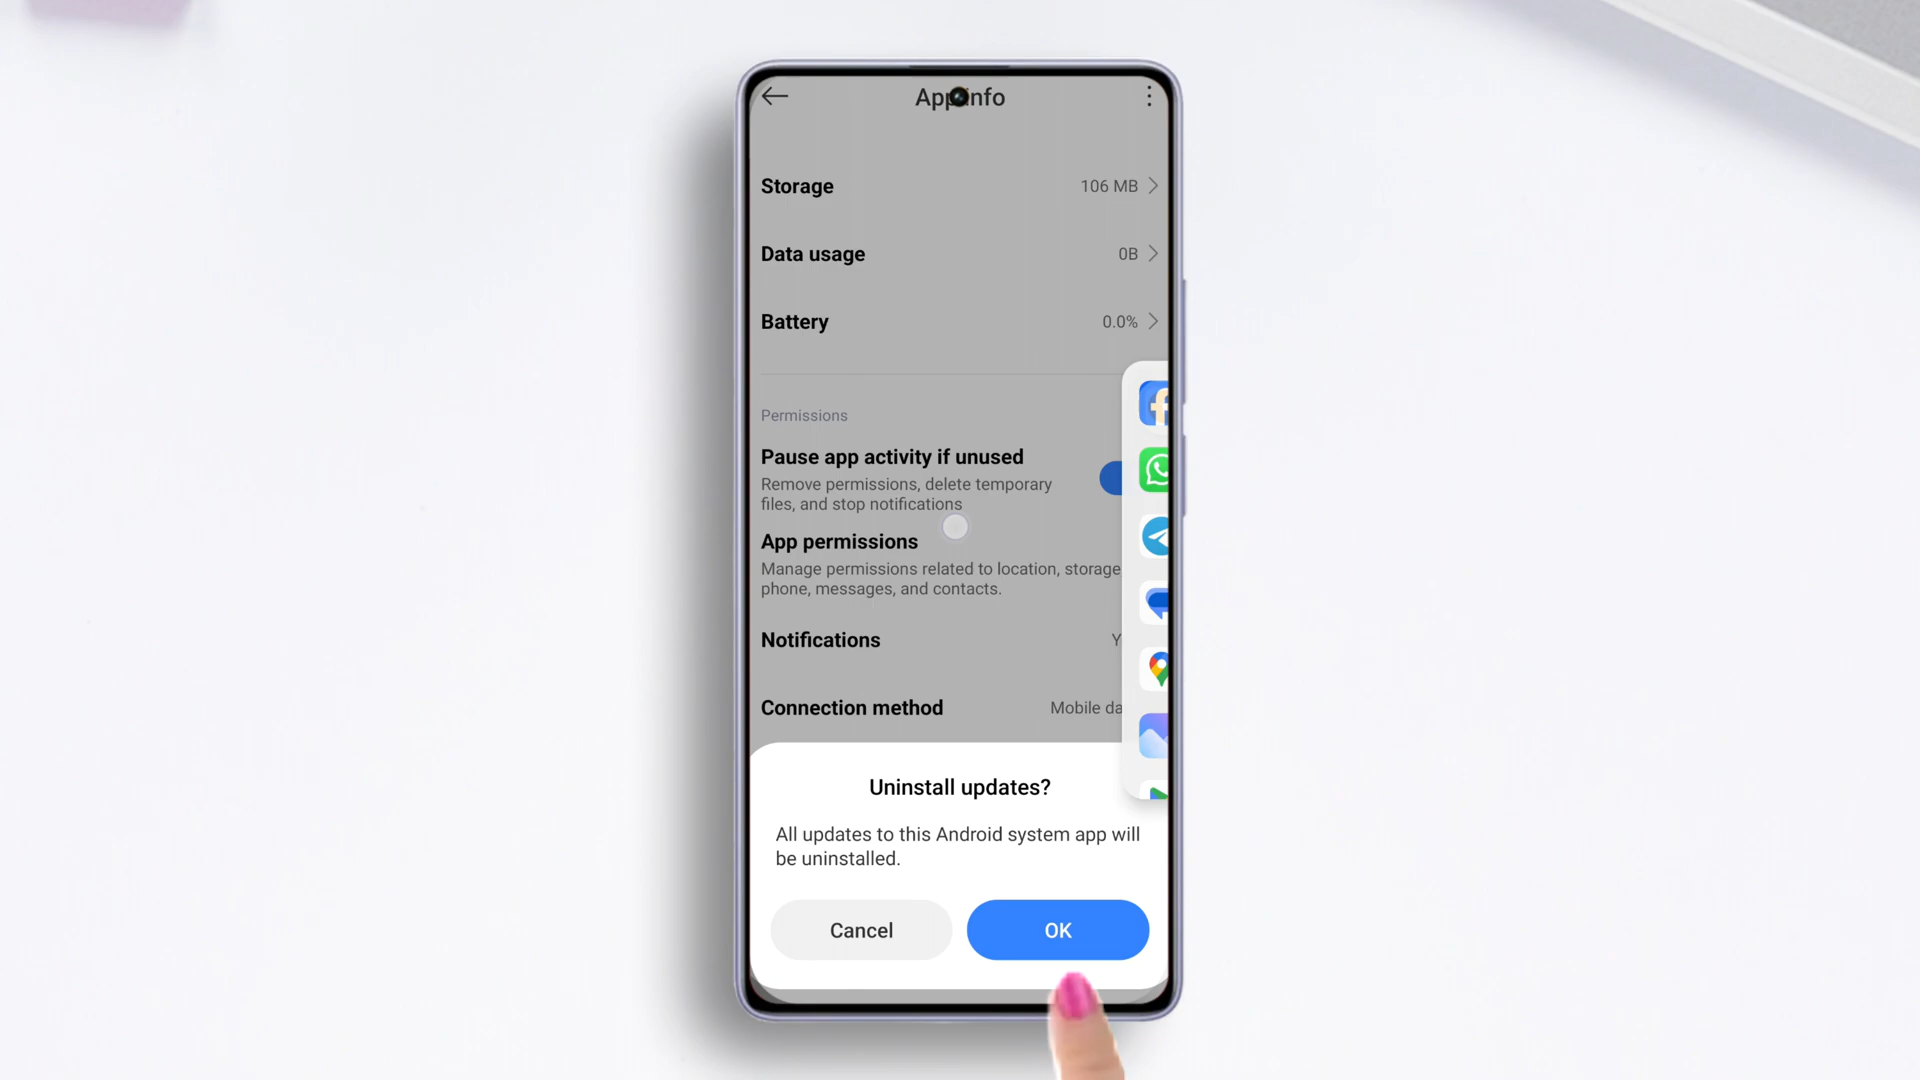 App info
Storage 106 MB
Data usage 0B
Battery 0.0%
Permissions
Pause app activity if unused
Remove permissions, delete temporary
files, and stop notifications
App permissions
Manage permissions related to location, storage
phone, messages, and contacts.
Notifications Y
Connection method Mobile da
Uninstall updates?
All updates to this Android system app will
be uninstalled.
Cancel OK